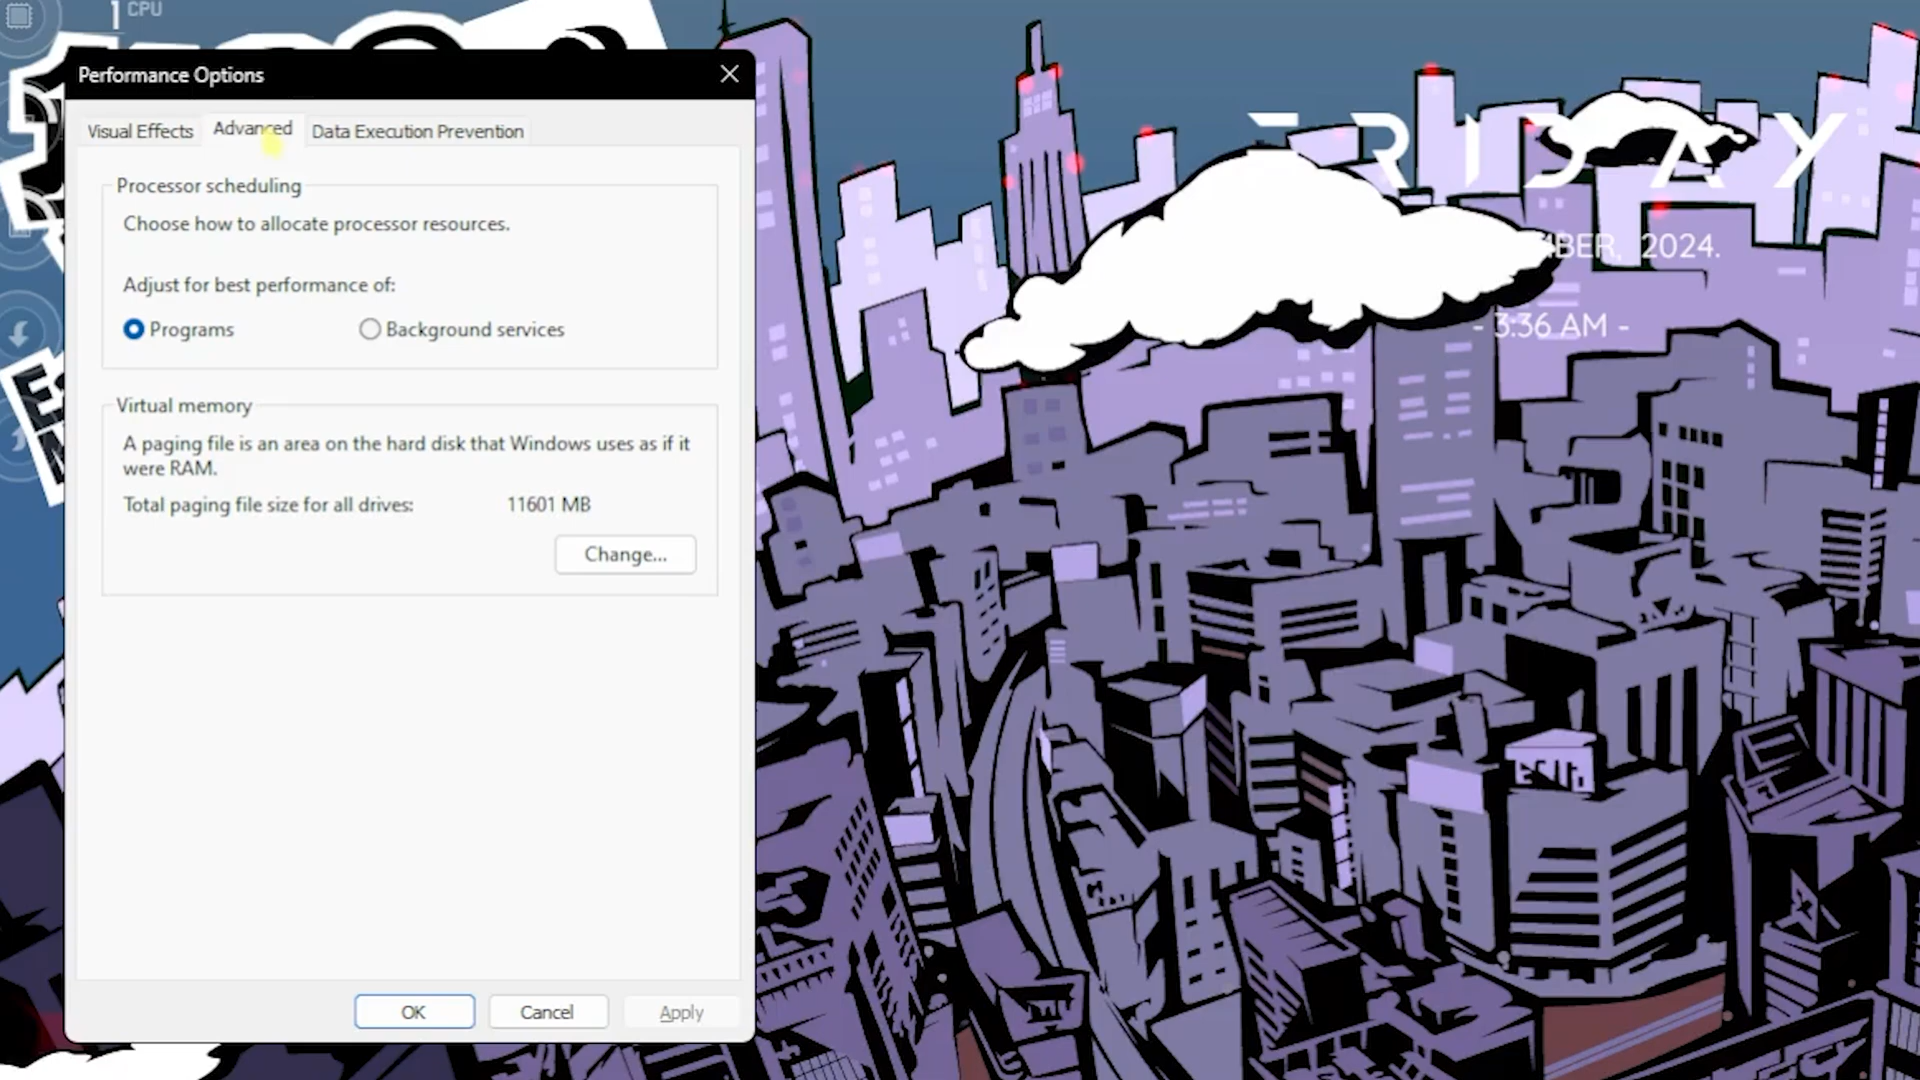 1 CPU
Performance Options
Visual Effects
Advanced
Data Execution Prevention
Processor scheduling
Choose how to allocate processor resources.
Adjust for best performance of:
Programs
Background services
Virtual memory
A paging file is an area on the hard disk that Windows uses as if it
were RAM.
Total paging file size for all drives:
11601 MB
Change...
OK
Cancel
Apply
FRIDAY
MBER, 2024.
- 3:36 AM -